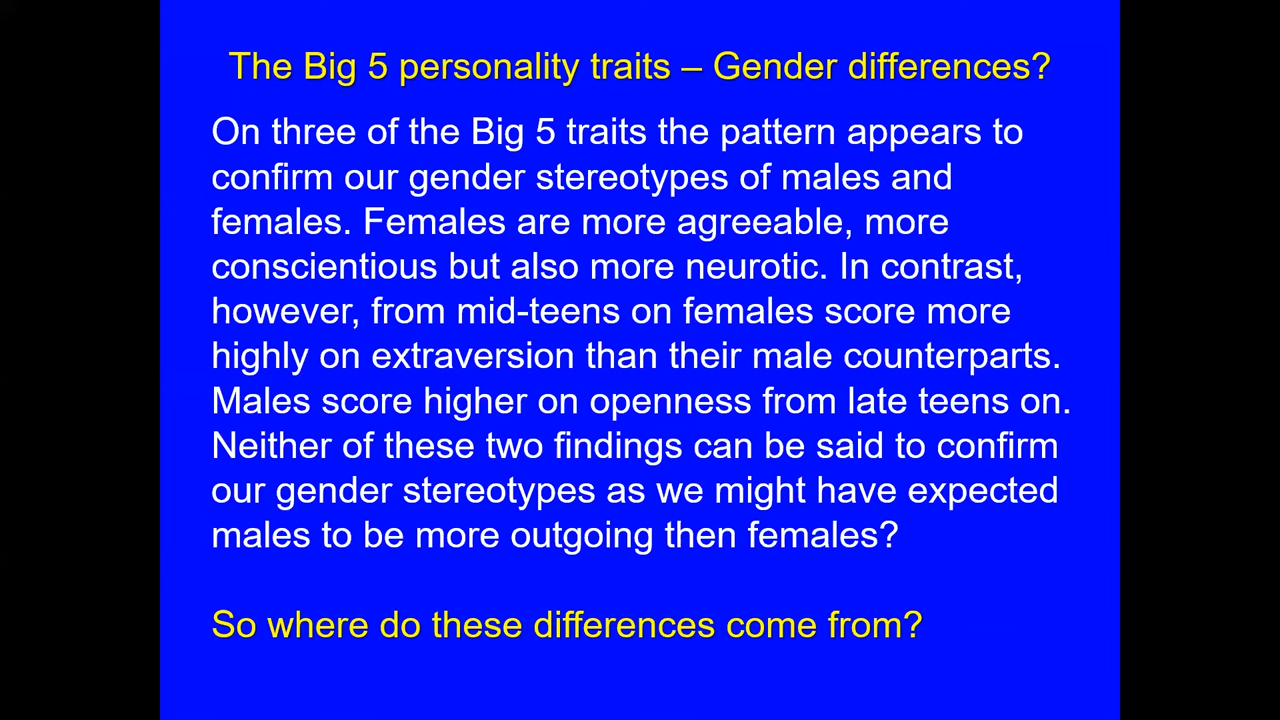 The Big 5 personality traits – Gender differences?
On three of the Big 5 traits the pattern appears to
confirm our gender stereotypes of males and
females. Females are more agreeable, more
conscientious but also more neurotic. In contrast,
however, from mid-teens on females score more
highly on extraversion than their male counterparts.
Males score higher on openness from late teens on.
Neither of these two findings can be said to confirm
our gender stereotypes as we might have expected
males to be more outgoing then females?
So where do these differences come from?